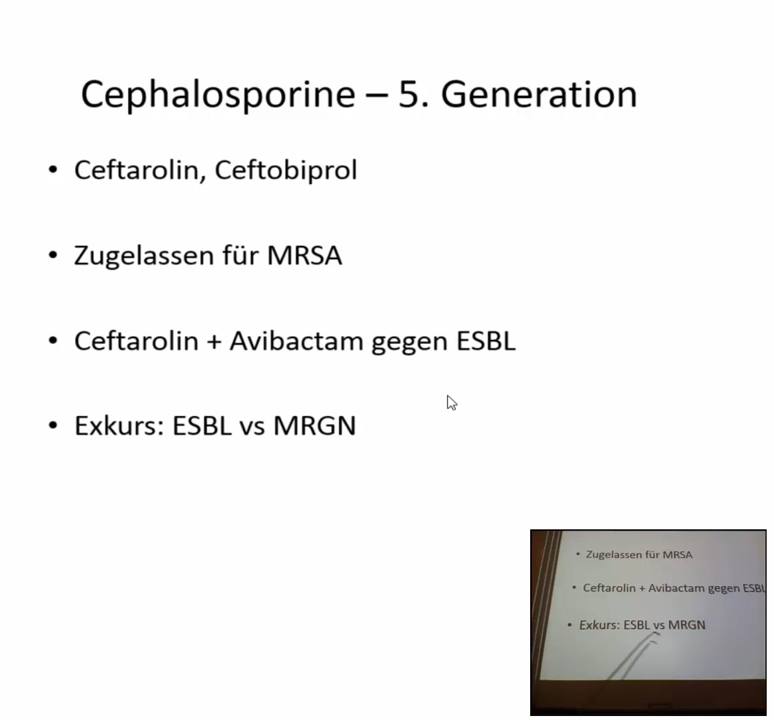 Cephalosporine – 5. Generation
• Ceftarolin, Ceftobiprol
• Zugelassen für MRSA
• Ceftarolin + Avibactam gegen ESBL
• Exkurs: ESBL vs MRGN
• Zugelassen für MRSA
• Ceftarolin + Avibactam gegen ESBL
• Exkurs: ESBL vs MRGN